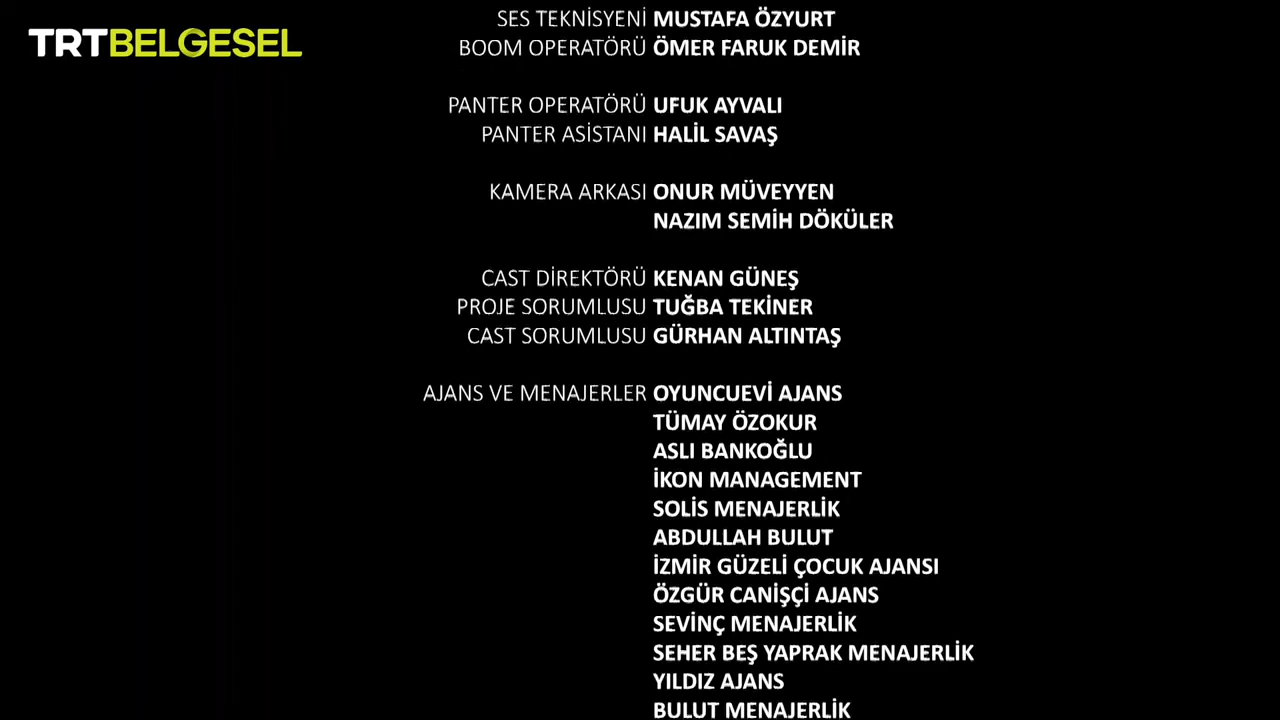 TRTBELGESEL
SES TEKNİSYENİ MUSTAFA ÖZYURT
BOOM OPERATÖRÜ ÖMER FARUK DEMİR
PANTER OPERATÖRÜ UFUK AYVALI
PANTER ASİSTANI HALİL SAVAŞ
KAMERA ARKASI ONUR MÜVEYYEN
NAZIM SEMİH DÖKÜLER
CAST DİREKTÖRÜ KENAN GÜNEŞ
PROJE SORUMLUSU TUĞBA TEKİNER
CAST SORUMLUSU GÜRHAN ALTINTAŞ
AJANS VE MENAJERLER OYUNCUEVİ AJANS
TÜMAY ÖZOKUR
ASLI BANKOĞLU
İKON MANAGEMENT
SOLİS MENAJERLİK
ABDULLAH BULUT
İZMİR GÜZELİ ÇOCUK AJANSI
ÖZGÜR CANİŞÇİ AJANS
SEVİNÇ MENAJERLİK
SEHER BEŞ YAPRAK MENAJERLİK
YILDIZ AJANS
BULUT MENAJERLİK